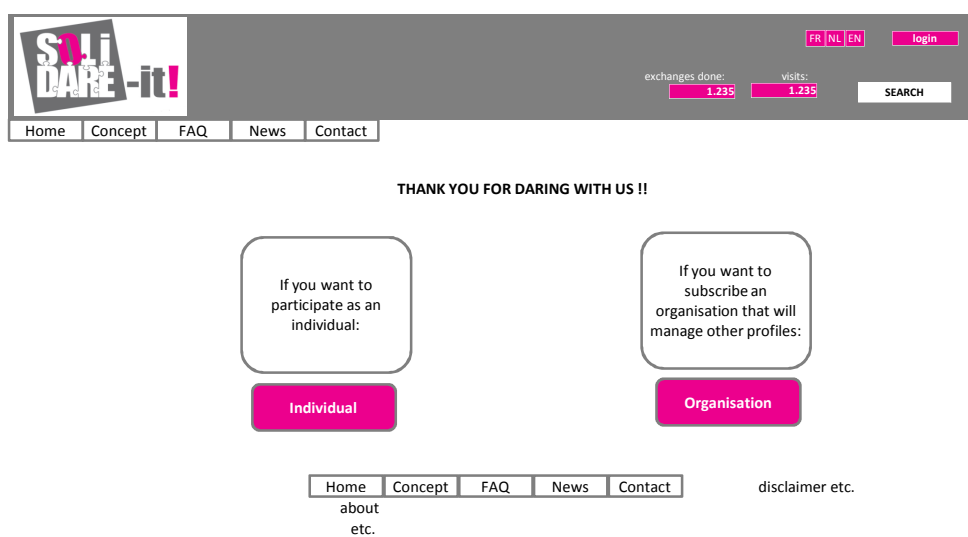 SOLi
DARE-it!
FR NL EN login
exchanges done: visits:
1.235 1.235 SEARCH
Home Concept FAQ News Contact
THANK YOU FOR DARING WITH US !!
If you want to
participate as an
individual:
Individual
If you want to
subscribe an
organisation that will
manage other profiles:
Organisation
Home Concept FAQ News Contact disclaimer etc.
about
etc.